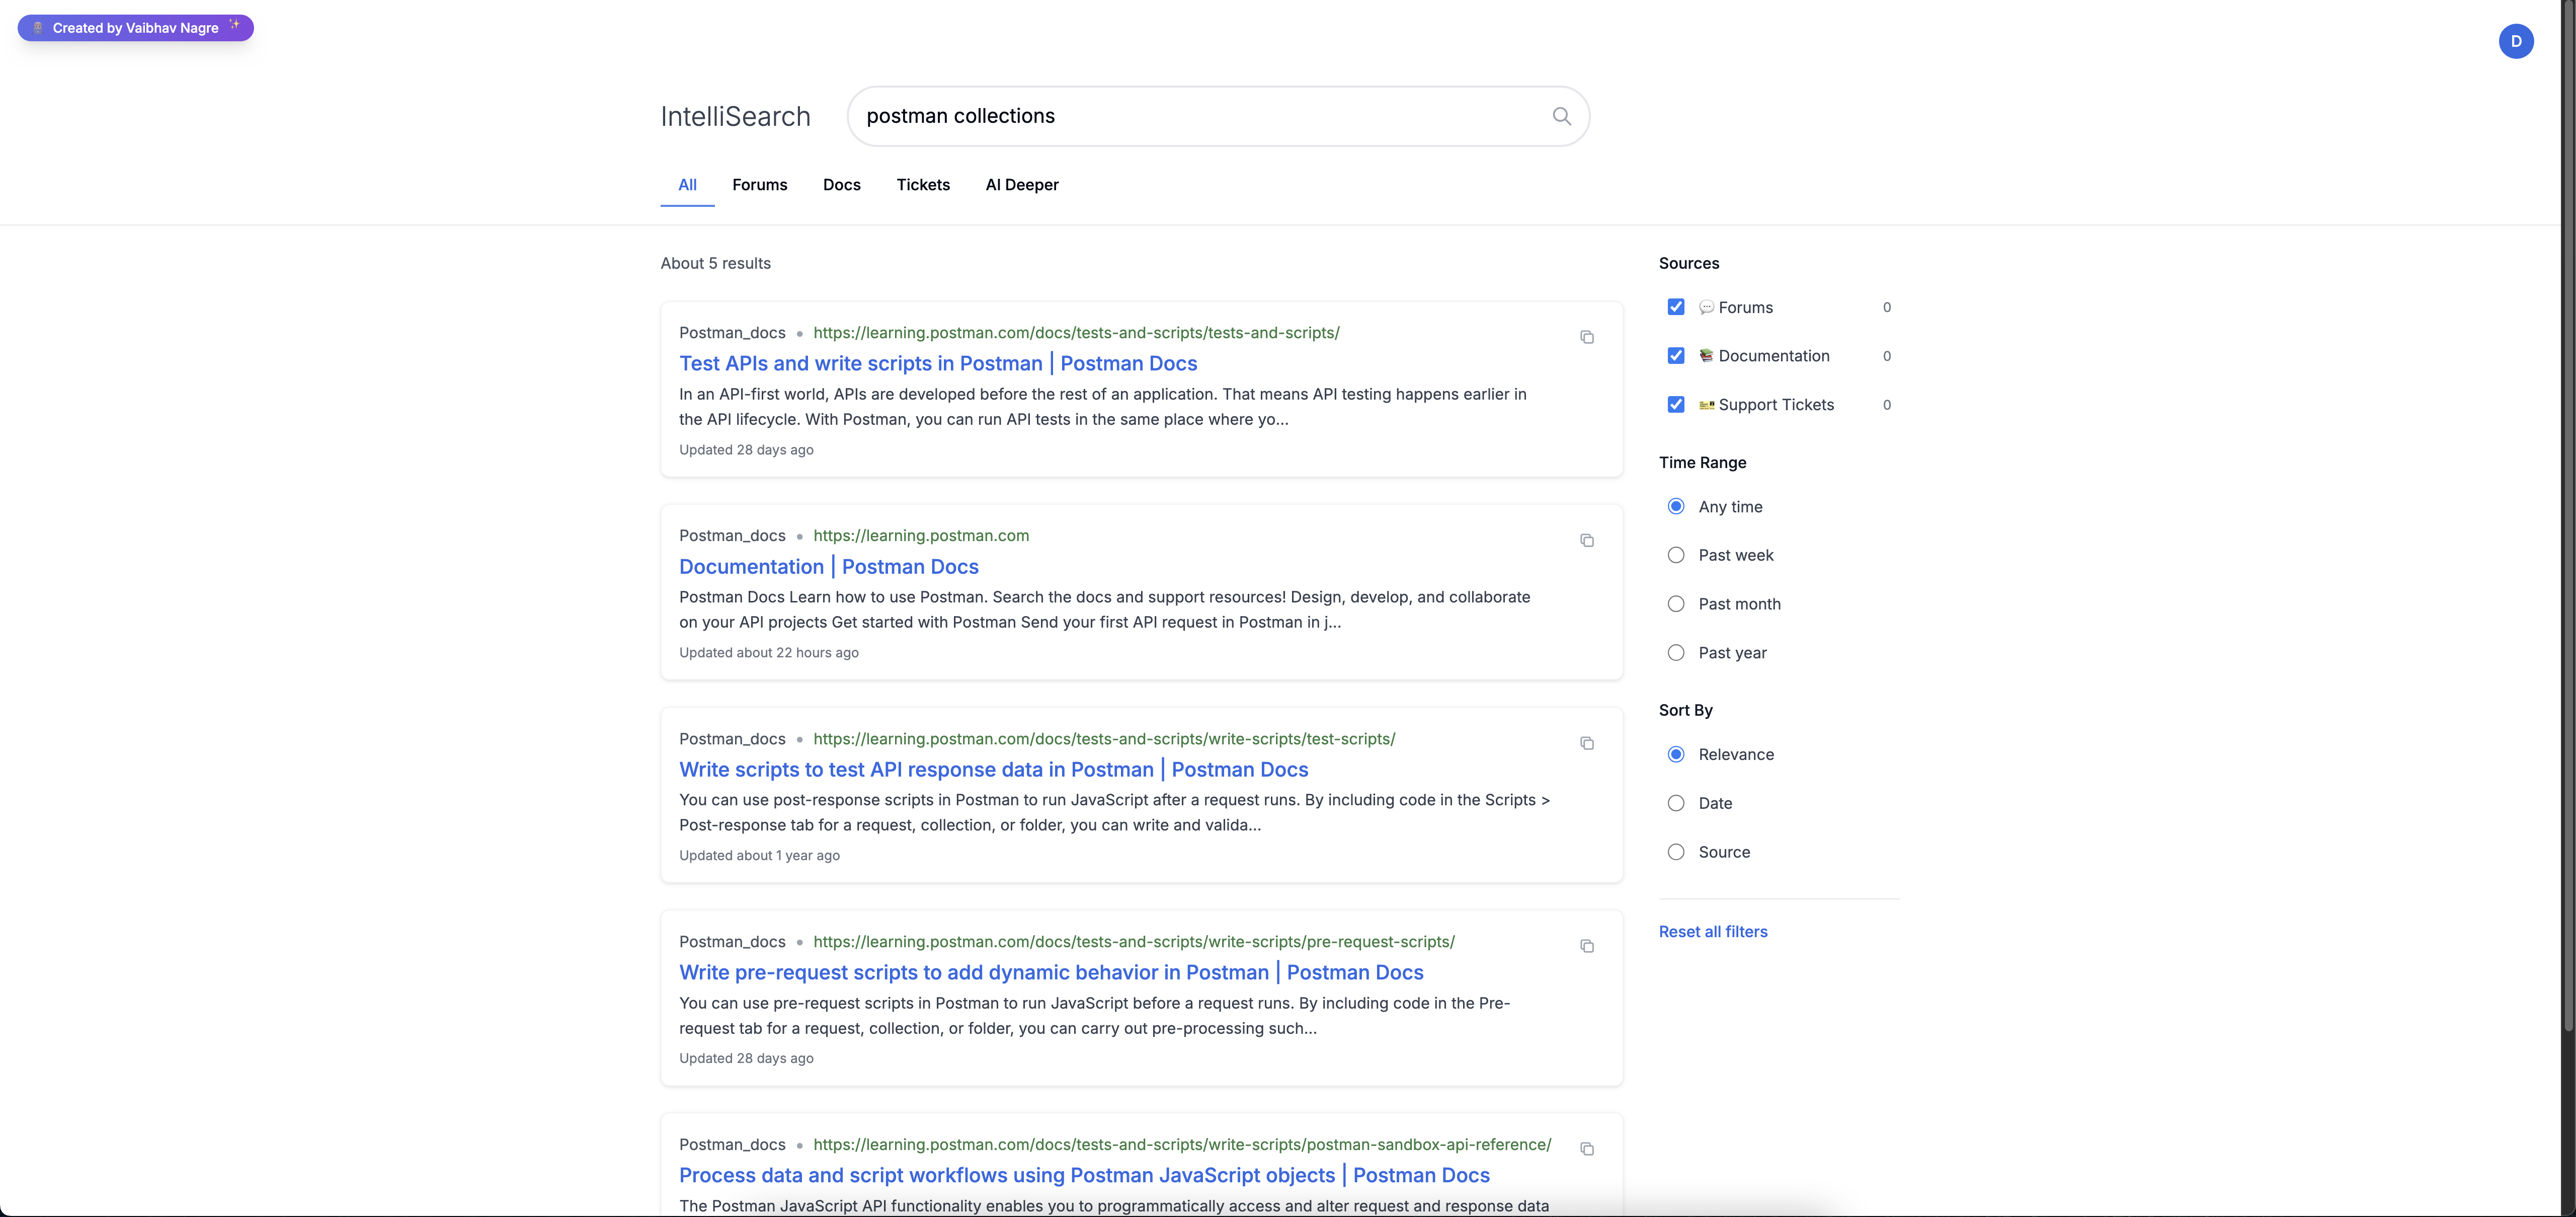 Created by Vaibhav Nagre
D
IntelliSearch
postman collections
All Forums Docs Tickets AI Deeper
About 5 results
Postman_docs • https://learning.postman.com/docs/tests-and-scripts/tests-and-scripts/
Test APIs and write scripts in Postman | Postman Docs
In an API-first world, APIs are developed before the rest of an application. That means API testing happens earlier in
the API lifecycle. With Postman, you can run API tests in the same place where yo...
Updated 28 days ago
Postman_docs • https://learning.postman.com
Documentation | Postman Docs
Postman Docs Learn how to use Postman. Search the docs and support resources! Design, develop, and collaborate
on your API projects Get started with Postman Send your first API request in Postman in j...
Updated about 22 hours ago
Postman_docs • https://learning.postman.com/docs/tests-and-scripts/write-scripts/test-scripts/
Write scripts to test API response data in Postman | Postman Docs
You can use post-response scripts in Postman to run JavaScript after a request runs. By including code in the Scripts >
Post-response tab for a request, collection, or folder, you can write and valida...
Updated about 1 year ago
Postman_docs • https://learning.postman.com/docs/tests-and-scripts/write-scripts/pre-request-scripts/
Write pre-request scripts to add dynamic behavior in Postman | Postman Docs
You can use pre-request scripts in Postman to run JavaScript before a request runs. By including code in the Pre-
request tab for a request, collection, or folder, you can carry out pre-processing such...
Updated 28 days ago
Postman_docs • https://learning.postman.com/docs/tests-and-scripts/write-scripts/postman-sandbox-api-reference/
Process data and script workflows using Postman JavaScript objects | Postman Docs
The Postman JavaScript API functionality enables you to programmatically access and alter request and response data
Sources
Forums 0
Documentation 0
Support Tickets 0
Time Range
Any time
Past week
Past month
Past year
Sort By
Relevance
Date
Source
Reset all filters